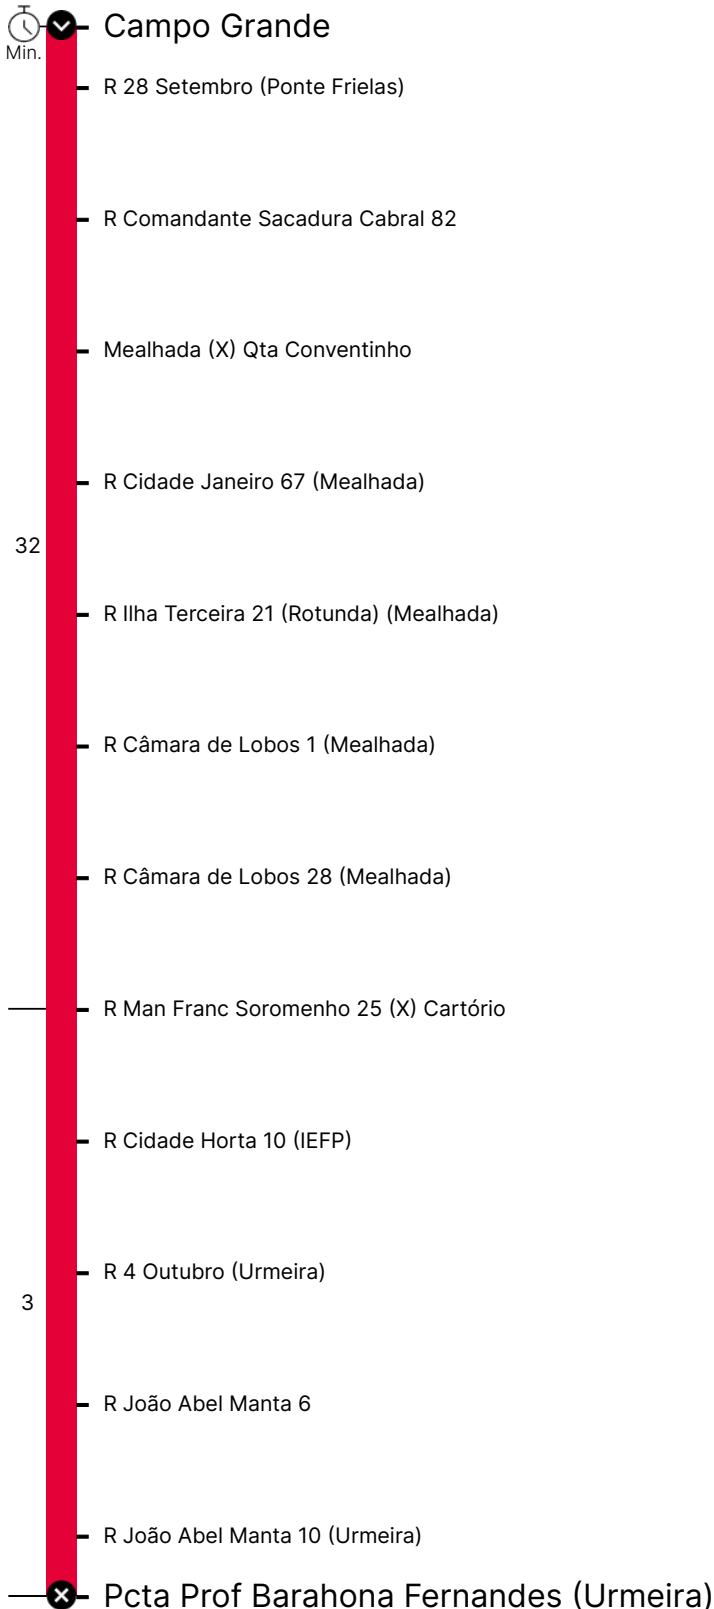 Campo Grande
Min.
R 28 Setembro (Ponte Frielas)
R Comandante Sacadura Cabral 82
Mealhada (X) Qta Conventinho
R Cidade Janeiro 67 (Mealhada)
32
R Ilha Terceira 21 (Rotunda) (Mealhada)
R Câmara de Lobos 1 (Mealhada)
R Câmara de Lobos 28 (Mealhada)
R Man Franc Soromenho 25 (X) Cartório
R Cidade Horta 10 (IEFP)
R 4 Outubro (Urmeira)
3
R João Abel Manta 6
R João Abel Manta 10 (Urmeira)
Pcta Prof Barahona Fernandes (Urmeira)